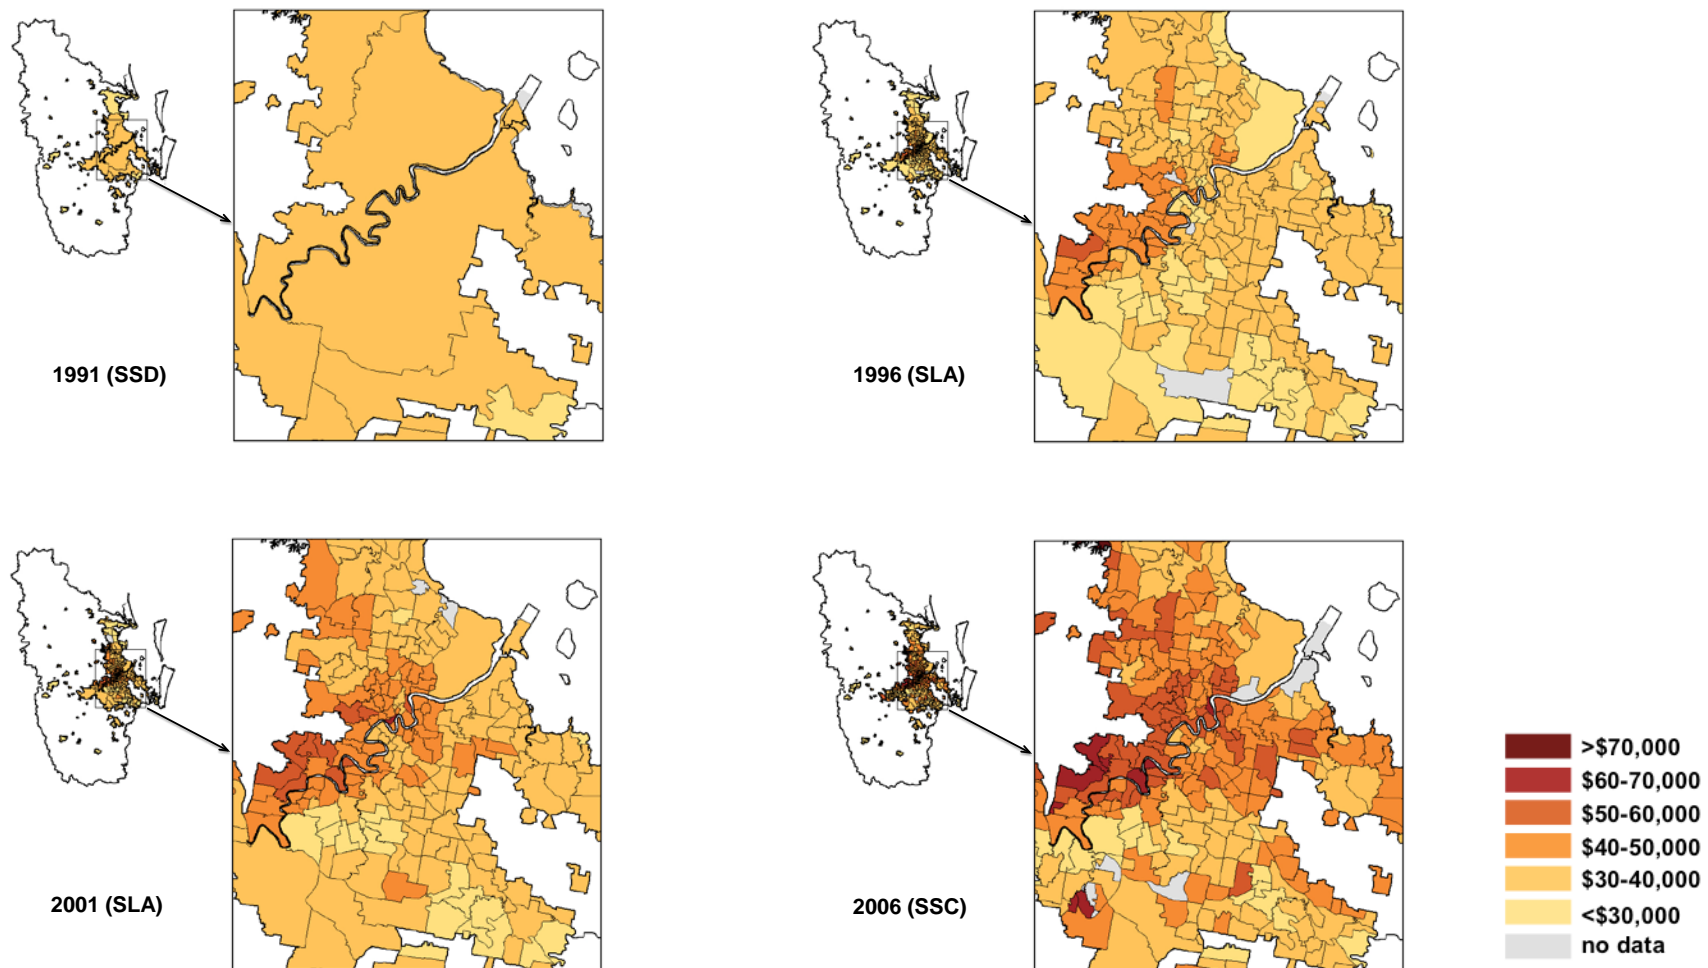 1991 (SSD)
1996 (SLA)
2001 (SLA)
2006 (SSC)
>$70,000
$60-70,000
$50-60,000
$40-50,000
$30-40,000
<$30,000
no data